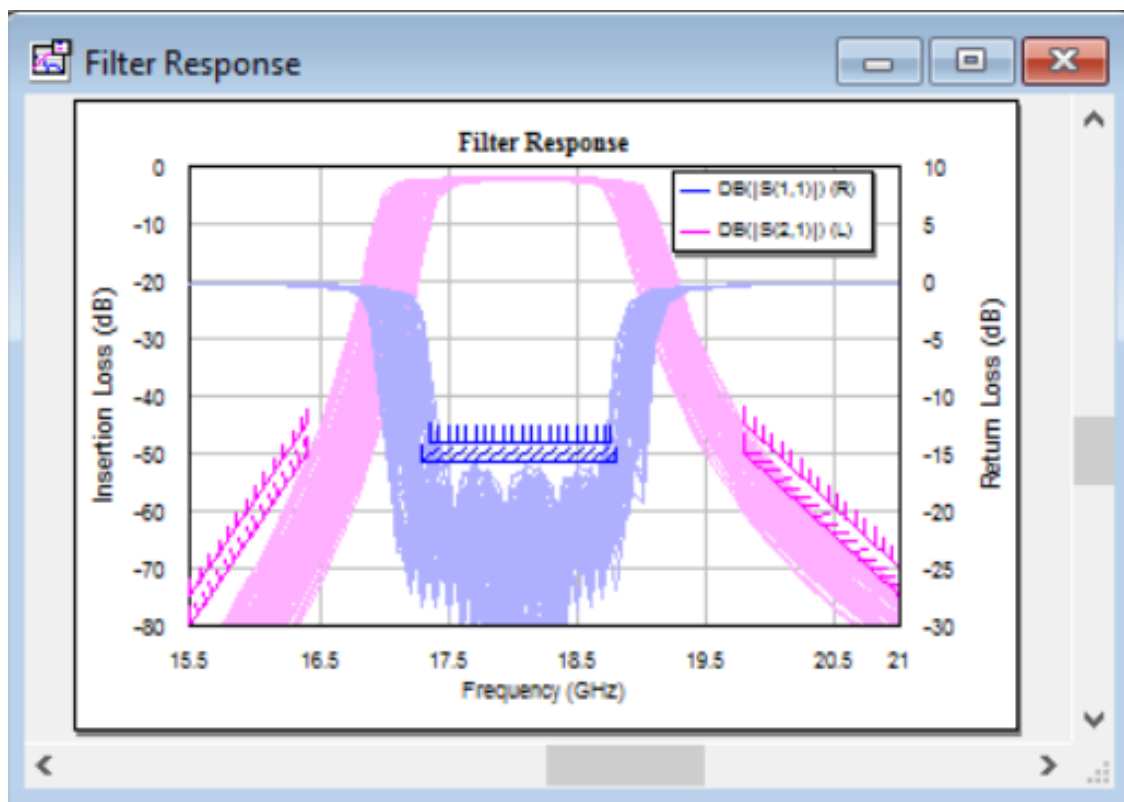 Filter Response
Filter Response
DB(|S(1,1)|) (R)
DB(|S(2,1)|) (L)
Insertion Loss (dB)
0
-10
-20
-30
-40
-50
-60
-70
-80
10
5
0
-5
-10
-15
-20
-25
-30
Return Loss (dB)
15.5 16.5 17.5 18.5 19.5 20.5 21
Frequency (GHz)